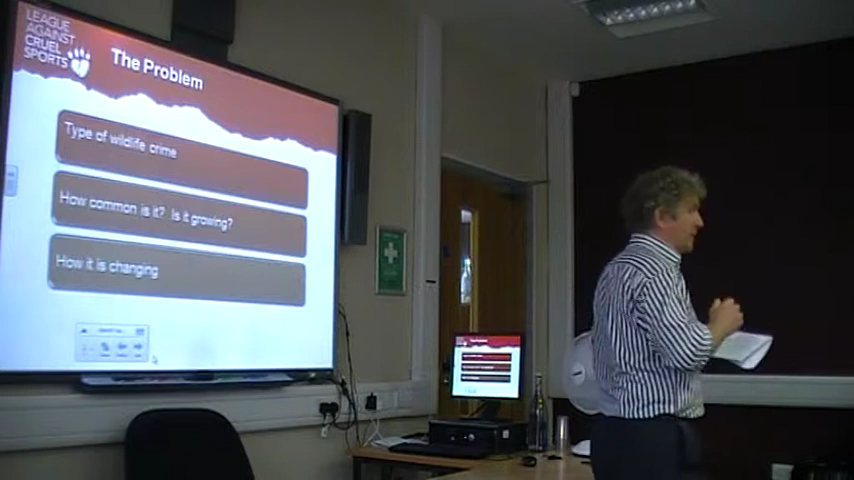 LEAGUE
AGAINST
CRUEL
SPORTS
The Problem
Type of wildlife crime
How common is it? Is it growing?
How it is changing